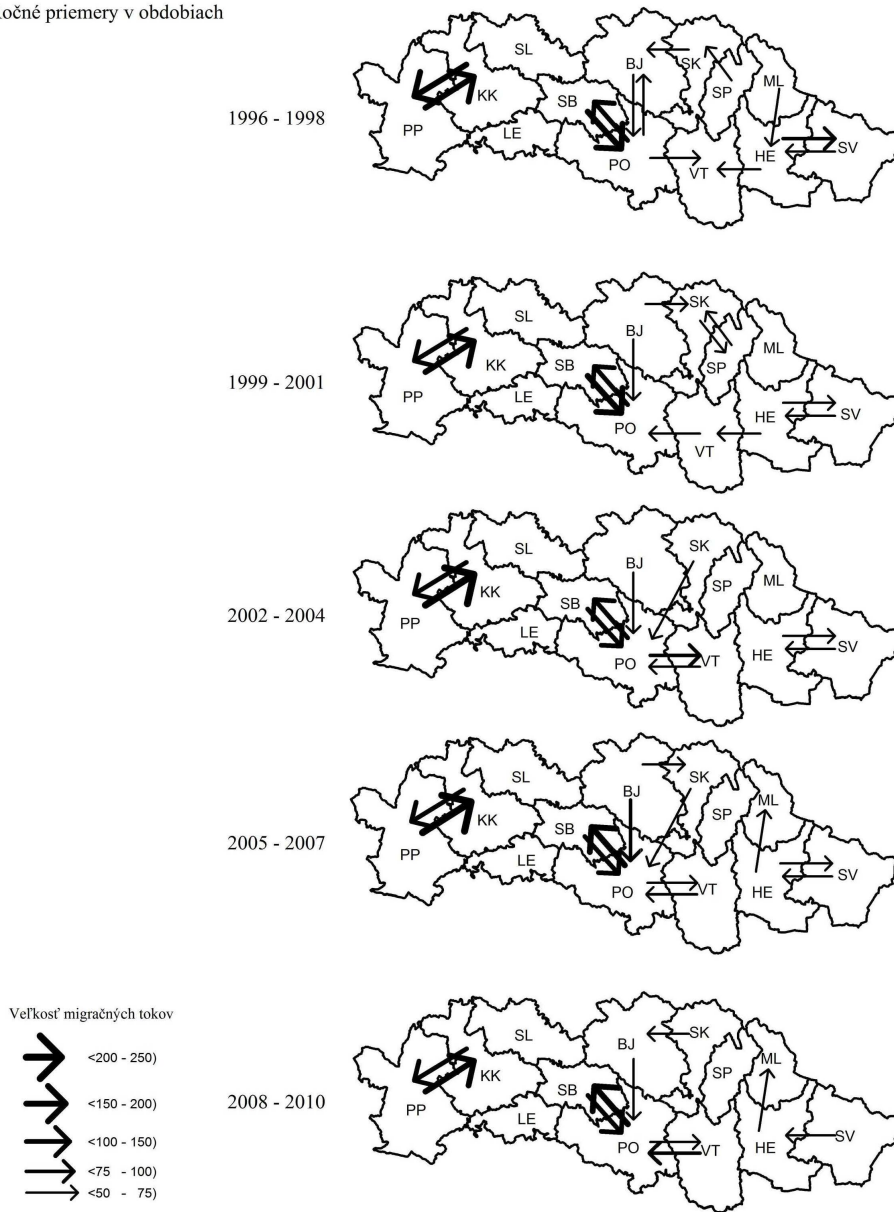 očné priemery v obdobiach
1996 - 1998
SL
BJ
SK
KK
SB
SP
ML
PP
LE
PO
VT
HE
SV
1999 - 2001
SK
SL
BJ
KK
SB
SP
ML
PP
LE
PO
VT
HE
SV
2002 - 2004
SL
SK
BJ
KK
SB
SP
ML
PP
LE
PO
VT
HE
SV
2005 - 2007
SL
SK
BJ
KK
SB
SP
ML
PP
LE
PO
VT
HE
SV
Veľkosť migračných tokov
<200 - 250)
<150 - 200)
<100 - 150)
<75 - 100)
<50 - 75)
2008 - 2010
SL
SK
BJ
KK
SB
SP
ML
PP
LE
PO
VT
HE
SV